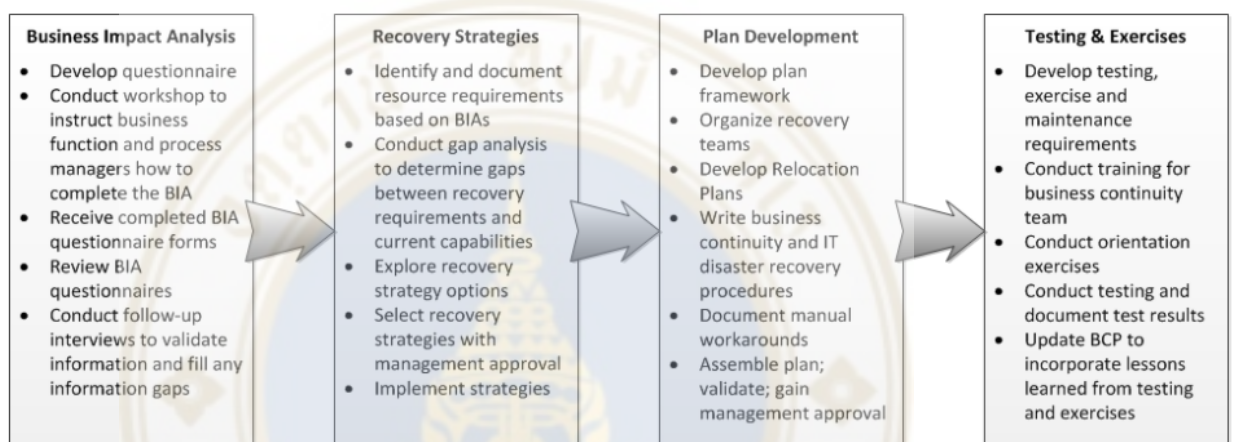 Business Impact Analysis
• Develop questionnaire
• Conduct workshop to
instruct business
function and process
managers how to
complete the BIA
• Receive completed BIA
questionnaire forms
• Review BIA
questionnaires
• Conduct follow-up
interviews to validate
information and fill any
information gaps
Recovery Strategies
• Identify and document
resource requirements
based on BIAs
• Conduct gap analysis
to determine gaps
between recovery
requirements and
current capabilities
• Explore recovery
strategy options
• Select recovery
strategies with
management approval
• Implement strategies
Plan Development
• Develop plan
framework
• Organize recovery
teams
• Develop Relocation
Plans
• Write business
continuity and IT
disaster recovery
procedures
• Document manual
workarounds
• Assemble plan;
validate; gain
management approval
Testing & Exercises
• Develop testing,
exercise and
maintenance
requirements
• Conduct training for
business continuity
team
• Conduct orientation
exercises
• Conduct testing and
document test results
• Update BCP to
incorporate lessons
learned from testing
and exercises